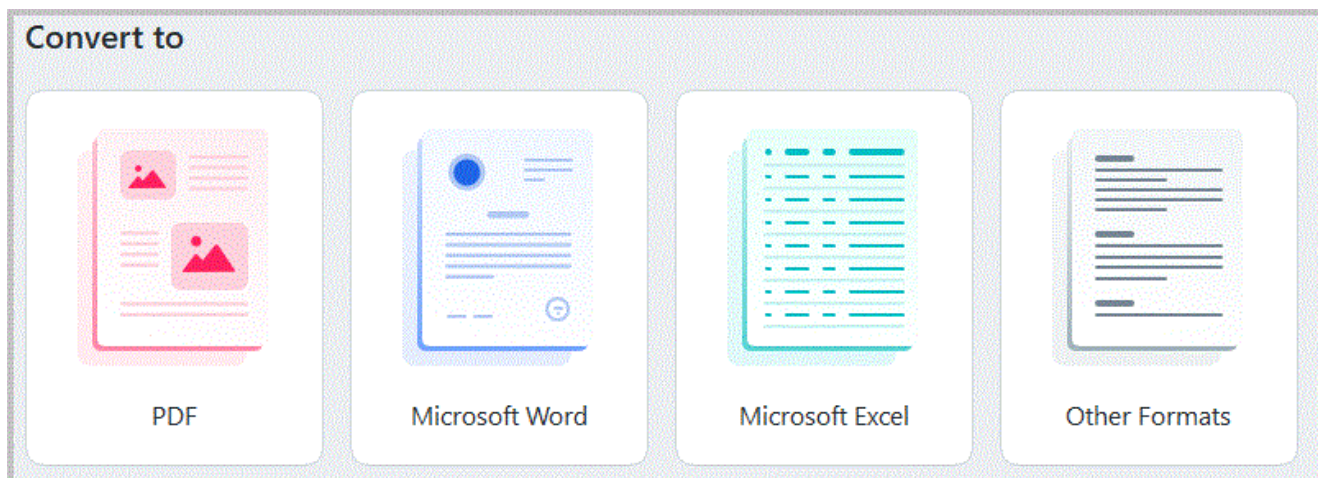 Convert to
PDF
Microsoft Word
Microsoft Excel
Other Formats